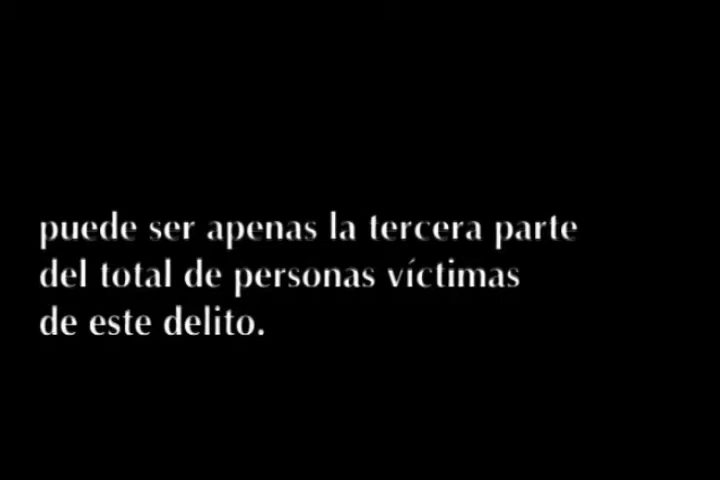 puede ser apenas la tercera parte
del total de personas víctimas
de este delito.